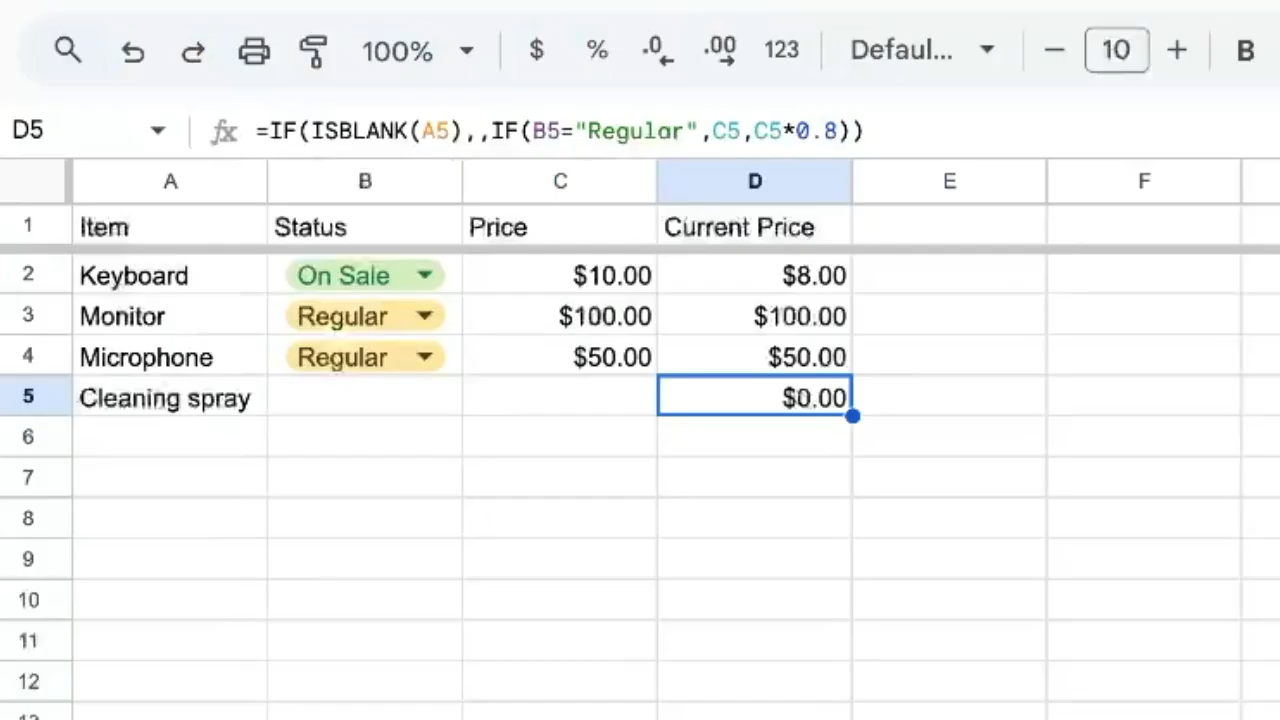 100% $ % .0 .00 123 Defaul... 10 B
D5 fx =IF(ISBLANK(A5),,IF(B5="Regular",C5,C5*0.8))
A B C D E F
1 Item Status Price Current Price
2 Keyboard On Sale $10.00 $8.00
3 Monitor Regular $100.00 $100.00
4 Microphone Regular $50.00 $50.00
5 Cleaning spray $0.00
6
7
8
9
10
11
12